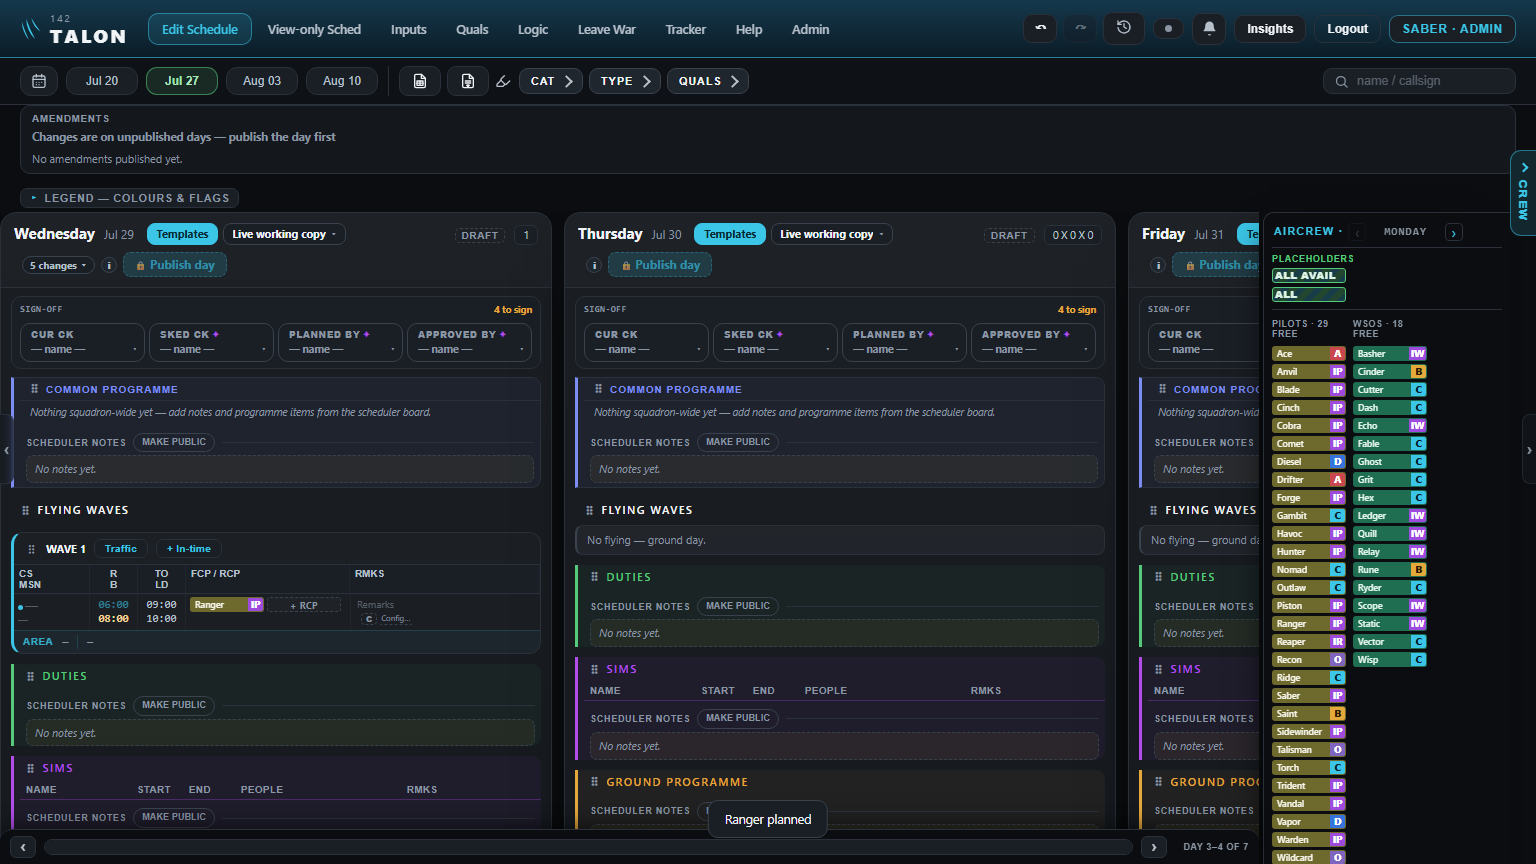 142
TALON
Edit Schedule
View-only Sched
Inputs
Quals
Logic
Leave War
Tracker
Help
Admin
Insights
Logout
SABER · ADMIN
Jul 20
Jul 27
Aug 03
Aug 10
CAT
TYPE
QUALS
name / callsign
AMENDMENTS
Changes are on unpublished days — publish the day first
No amendments published yet.
CREW
LEGEND — COLOURS & FLAGS
Wednesday Jul 29 Templates Live working copy DRAFT 1
5 changes i Publish day
SIGN-OFF 4 to sign
CUR CK SKED CK PLANNED BY APPROVED BY
— name — — name — — name — — name —
COMMON PROGRAMME
Nothing squadron-wide yet — add notes and programme items from the scheduler board.
SCHEDULER NOTES MAKE PUBLIC
No notes yet.
FLYING WAVES
WAVE 1 Traffic + In-time
CS R TO FCP / RCP RMKS
MSN B LD
— 06:00 09:00 Ranger IP + RCP Remarks
— 08:00 10:00 C Config...
AREA — —
DUTIES
SCHEDULER NOTES MAKE PUBLIC
No notes yet.
SIMS
NAME START END PEOPLE RMKS
SCHEDULER NOTES MAKE PUBLIC
Thursday Jul 30 Templates Live working copy DRAFT 0X0X0
i Publish day
SIGN-OFF 4 to sign
CUR CK SKED CK PLANNED BY APPROVED BY
— name — — name — — name — — name —
COMMON PROGRAMME
Nothing squadron-wide yet — add notes and programme items from the scheduler board.
SCHEDULER NOTES MAKE PUBLIC
No notes yet.
FLYING WAVES
No flying — ground day.
DUTIES
SCHEDULER NOTES MAKE PUBLIC
No notes yet.
SIMS
NAME START END PEOPLE RMKS
SCHEDULER NOTES MAKE PUBLIC
No notes yet.
GROUND PROGRAMME
SCHEDULER NOTES
Ranger planned
Friday Jul 31 Te
i Publish da
SIGN-OFF
CUR CK
— name —
COMMON PROG
Nothing squadron-wi
SCHEDULER NOTES
No notes yet.
FLYING WAVES
No flying — ground da
DUTIES
SCHEDULER NOTES
No notes yet.
SIMS
NAME
SCHEDULER NOTES
No notes yet.
GROUND PROG
SCHEDULER NOTES
AIRCREW · MONDAY
PLACEHOLDERS
ALL AVAIL
ALL
PILOTS · 29 FREE
WSOS · 18 FREE
Ace A Basher IW
Anvil IP Cinder B
Blade IP Cutter C
Cinch IP Dash C
Cobra IP Echo IW
Comet IP Fable C
Diesel D Ghost C
Drifter A Grit C
Forge IP Hex C
Gambit C Ledger IW
Havoc IP Quill IW
Hunter IP Relay IW
Nomad C Rune B
Outlaw C Ryder C
Piston IP Scope IW
Ranger IP Static IW
Reaper IR Vector C
Recon O Wisp C
Ridge C
Saber IP
Saint B
Sidewinder IP
Talisman O
Torch C
Trident IP
Vandal IP
Vapor D
Warden IP
Wildcard O
DAY 3–4 OF 7